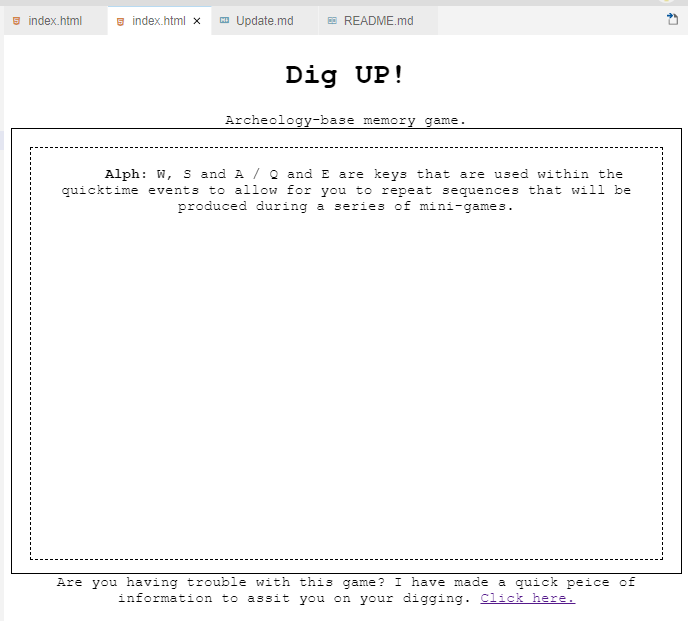 index.html index.html × Update.md README.md
Dig UP!
Archeology-base memory game.
Alph: W, S and A / Q and E are keys that are used within the
quicktime events to allow for you to repeat sequences that will be
produced during a series of mini-games.
Are you having trouble with this game? I have made a quick peice of
information to assit you on your digging. Click here.